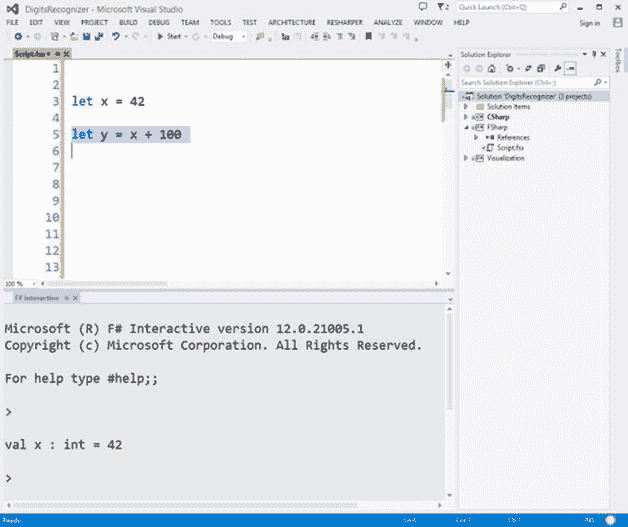 DigitsRecognizer - Microsoft Visual Studio
Quick Launch (Ctrl+Q)
FILE EDIT VIEW PROJECT BUILD DEBUG TEAM TOOLS TEST ARCHITECTURE RESHARPER ANALYZE WINDOW HELP
Sign in
Start Debug
Script.fsx
1
2
3 let x = 42
4
5 let y = x + 100
6
7
8
9
10
11
12
13
100 %
Solution Explorer
Search Solution Explorer (Ctrl+;)
Solution 'DigitsRecognizer' (3 projects)
Solution Items
CSharp
FSharp
References
Script.fsx
Visualization
Toolbox
F# Interactive
Microsoft (R) F# Interactive version 12.0.21005.1
Copyright (c) Microsoft Corporation. All Rights Reserved.
For help type #help;;
>
val x : int = 42
>
Ready